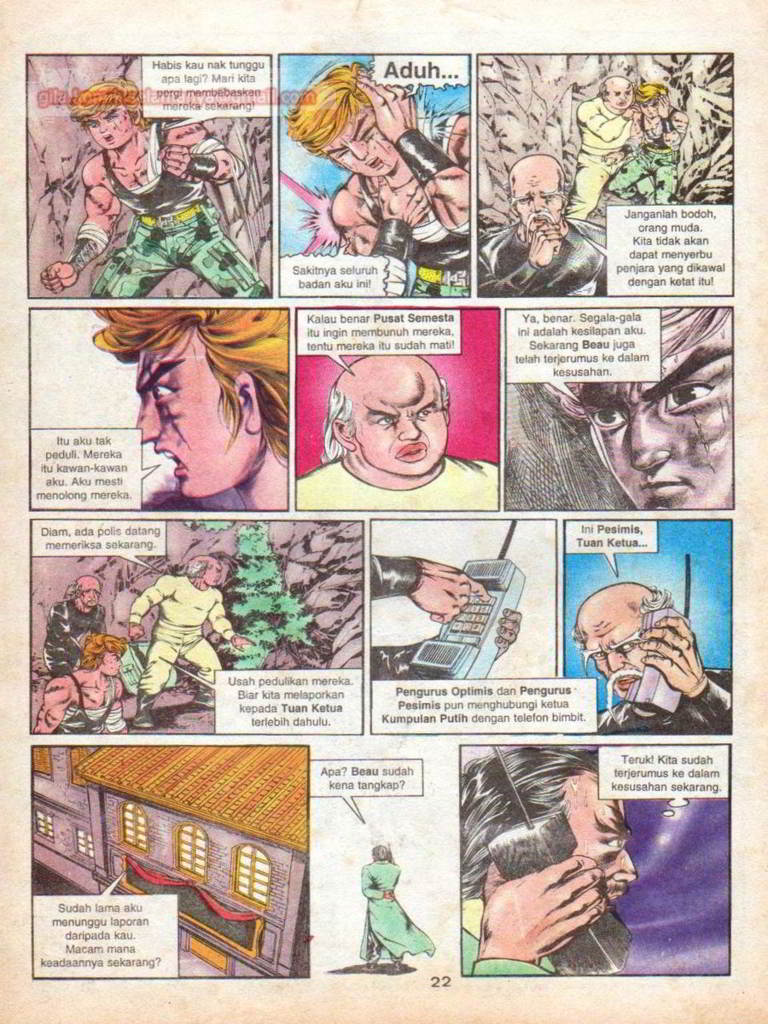 Habis kau nak tunggu
apa lagi? Mari kita
pergi membebaskan
mereka sekarang!
Aduh...
Sakitnya seluruh
badan aku ini!
Janganlah bodoh,
orang muda.
Kita tidak akan
dapat menyerbu
penjara yang dikawal
dengan ketat itu!
Itu aku tak
peduli. Mereka
itu kawan-kawan
aku. Aku mesti
menolong mereka.
Kalau benar Pusat Semesta
itu ingin membunuh mereka,
tentu mereka itu sudah mati!
Ya, benar. Segala-gala
ini adalah kesilapan aku.
Sekarang Beau juga
telah terjerumus ke dalam
kesusahan.
Diam, ada polis datang
memeriksa sekarang.
Usah pedulikan mereka.
Biar kita melaporkan
kepada Tuan Ketua
terlebih dahulu.
Pengurus Optimis dan Pengurus
Pesimis pun menghubungi ketua
Kumpulan Putih dengan telefon bimbit.
Ini Pesimis,
Tuan Ketua...
Sudah lama aku
menunggu laporan
daripada kau.
Macam mana
keadaannya sekarang?
Apa? Beau sudah
kena tangkap?
Teruk! Kita sudah
terjerumus ke dalam
kesusahan sekarang.
22